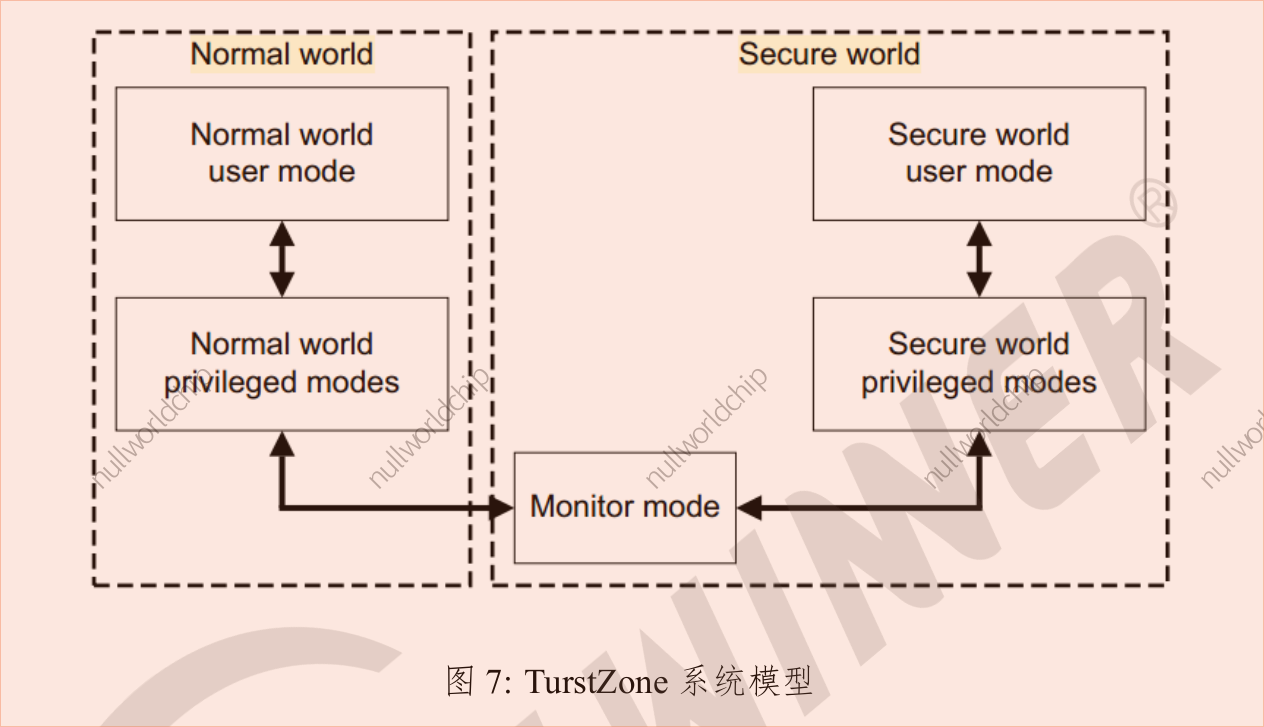 Normal world
Secure world
Normal world
user mode
Secure world
user mode
Normal world
privileged modes
Secure world
privileged modes
Monitor mode
nullworldchip
nullworldchip
nullworldchip
nullworldchip
nullworldchip
WINNER®
图 7: TurstZone 系统模型